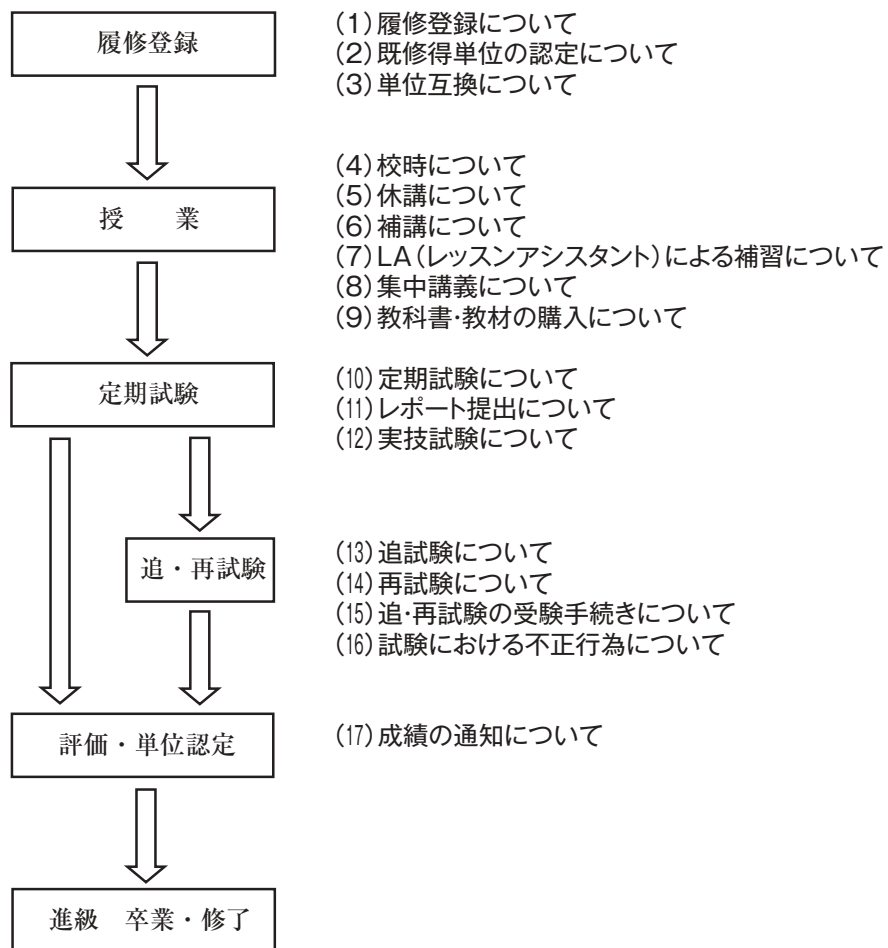 履修登録
(1)履修登録について
(2)既修得単位の認定について
(3)単位互換について
授　業
(4)校時について
(5)休講について
(6)補講について
(7)LA(レッスンアシスタント)による補習について
(8)集中講義について
(9)教科書・教材の購入について
定期試験
(10)定期試験について
(11)レポート提出について
(12)実技試験について
追・再試験
(13)追試験について
(14)再試験について
(15)追・再試験の受験手続きについて
(16)試験における不正行為について
評価・単位認定
(17)成績の通知について
進級　卒業・修了